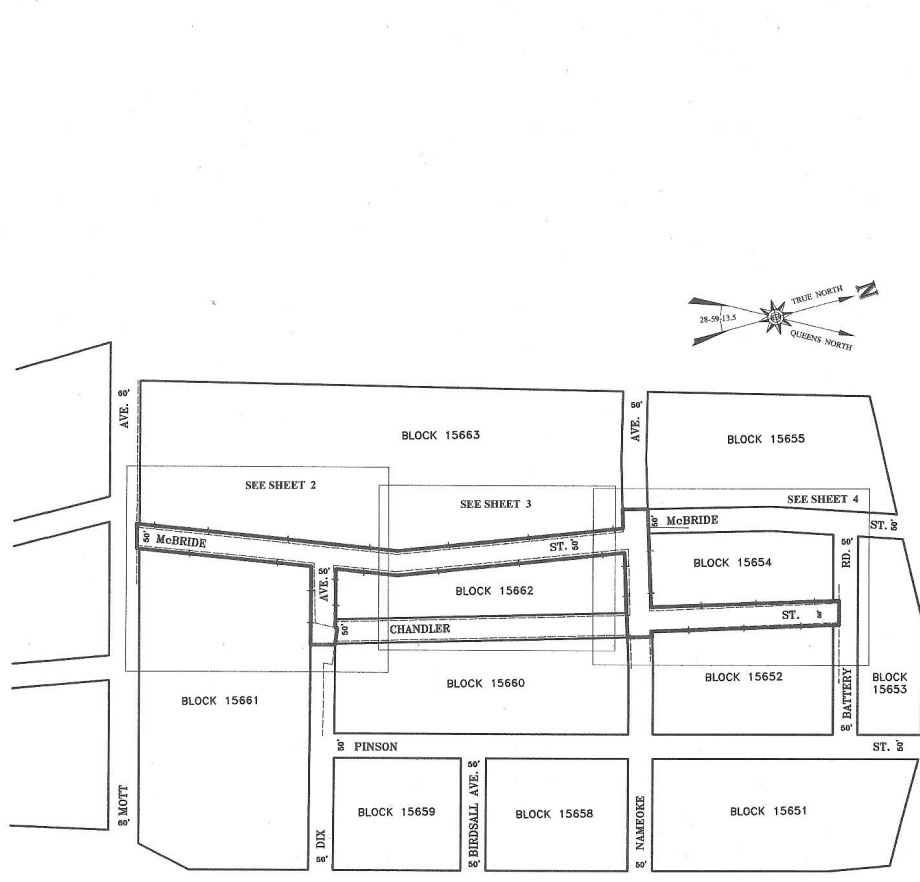 N
TRUE NORTH
28-59-13.5
QUEENS NORTH
60'
AVE.
50'
AVE.
BLOCK 15663
BLOCK 15655
SEE SHEET 2
SEE SHEET 3
SEE SHEET 4
50'
McBRIDE
ST. 50'
50'
McBRIDE
ST. 50'
50'
AVE.
50'
RD.
BLOCK 15662
BLOCK 15654
50'
CHANDLER
ST.
BLOCK 15661
BLOCK 15660
BLOCK 15652
BLOCK
15653
BATTERY
50'
50'
PINSON
ST. 50'
MOTT
60'
DIX
50'
BLOCK 15659
50'
BIRDSALL AVE.
50'
BLOCK 15658
NAMEOKE
50'
BLOCK 15651